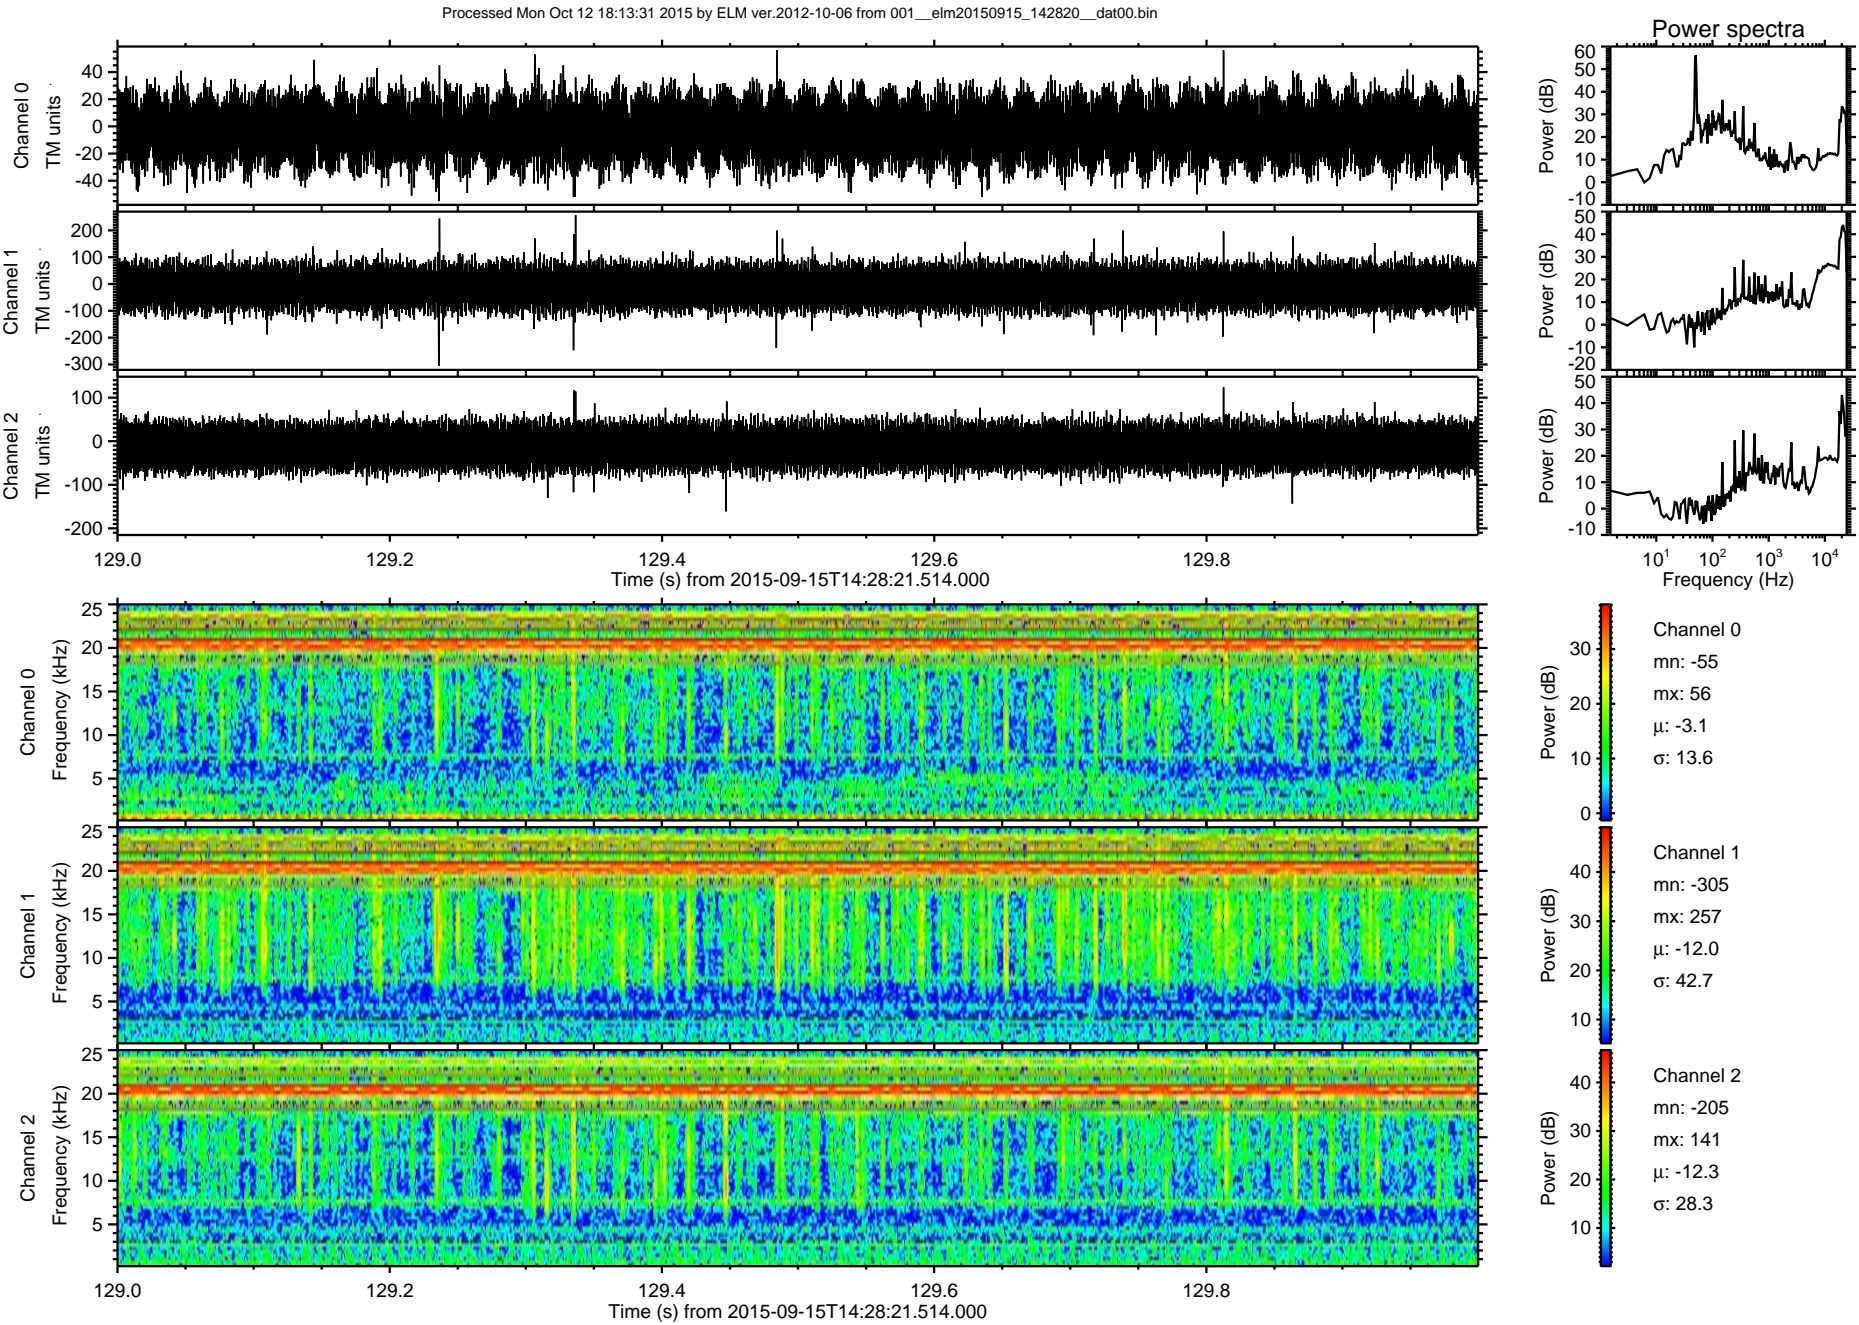 Processed Mon Oct 12 18:13:31 2015 by ELM ver.2012-10-06 from 001__elm20150915_142820__dat00.bin
Power spectra
Channel 0
TM units
40
20
0
-20
-40
Power (dB)
60
50
40
30
20
10
0
-10
Channel 1
TM units
200
100
0
-100
-200
-300
Power (dB)
50
40
30
20
10
0
-10
-20
Channel 2
TM units
100
0
-100
-200
Power (dB)
50
40
30
20
10
0
-10
129.0 129.2 129.4 129.6 129.8
Time (s) from 2015-09-15T14:28:21.514.000
10¹ 10² 10³ 10⁴
Frequency (Hz)
Channel 0
Frequency (kHz)
25
20
15
10
5
Power (dB)
30
20
10
0
Channel 0
mn: -55
mx: 56
μ: -3.1
σ: 13.6
Channel 1
Frequency (kHz)
25
20
15
10
5
Power (dB)
40
30
20
10
Channel 1
mn: -305
mx: 257
μ: -12.0
σ: 42.7
Channel 2
Frequency (kHz)
25
20
15
10
5
Power (dB)
40
30
20
10
Channel 2
mn: -205
mx: 141
μ: -12.3
σ: 28.3
129.0 129.2 129.4 129.6 129.8
Time (s) from 2015-09-15T14:28:21.514.000